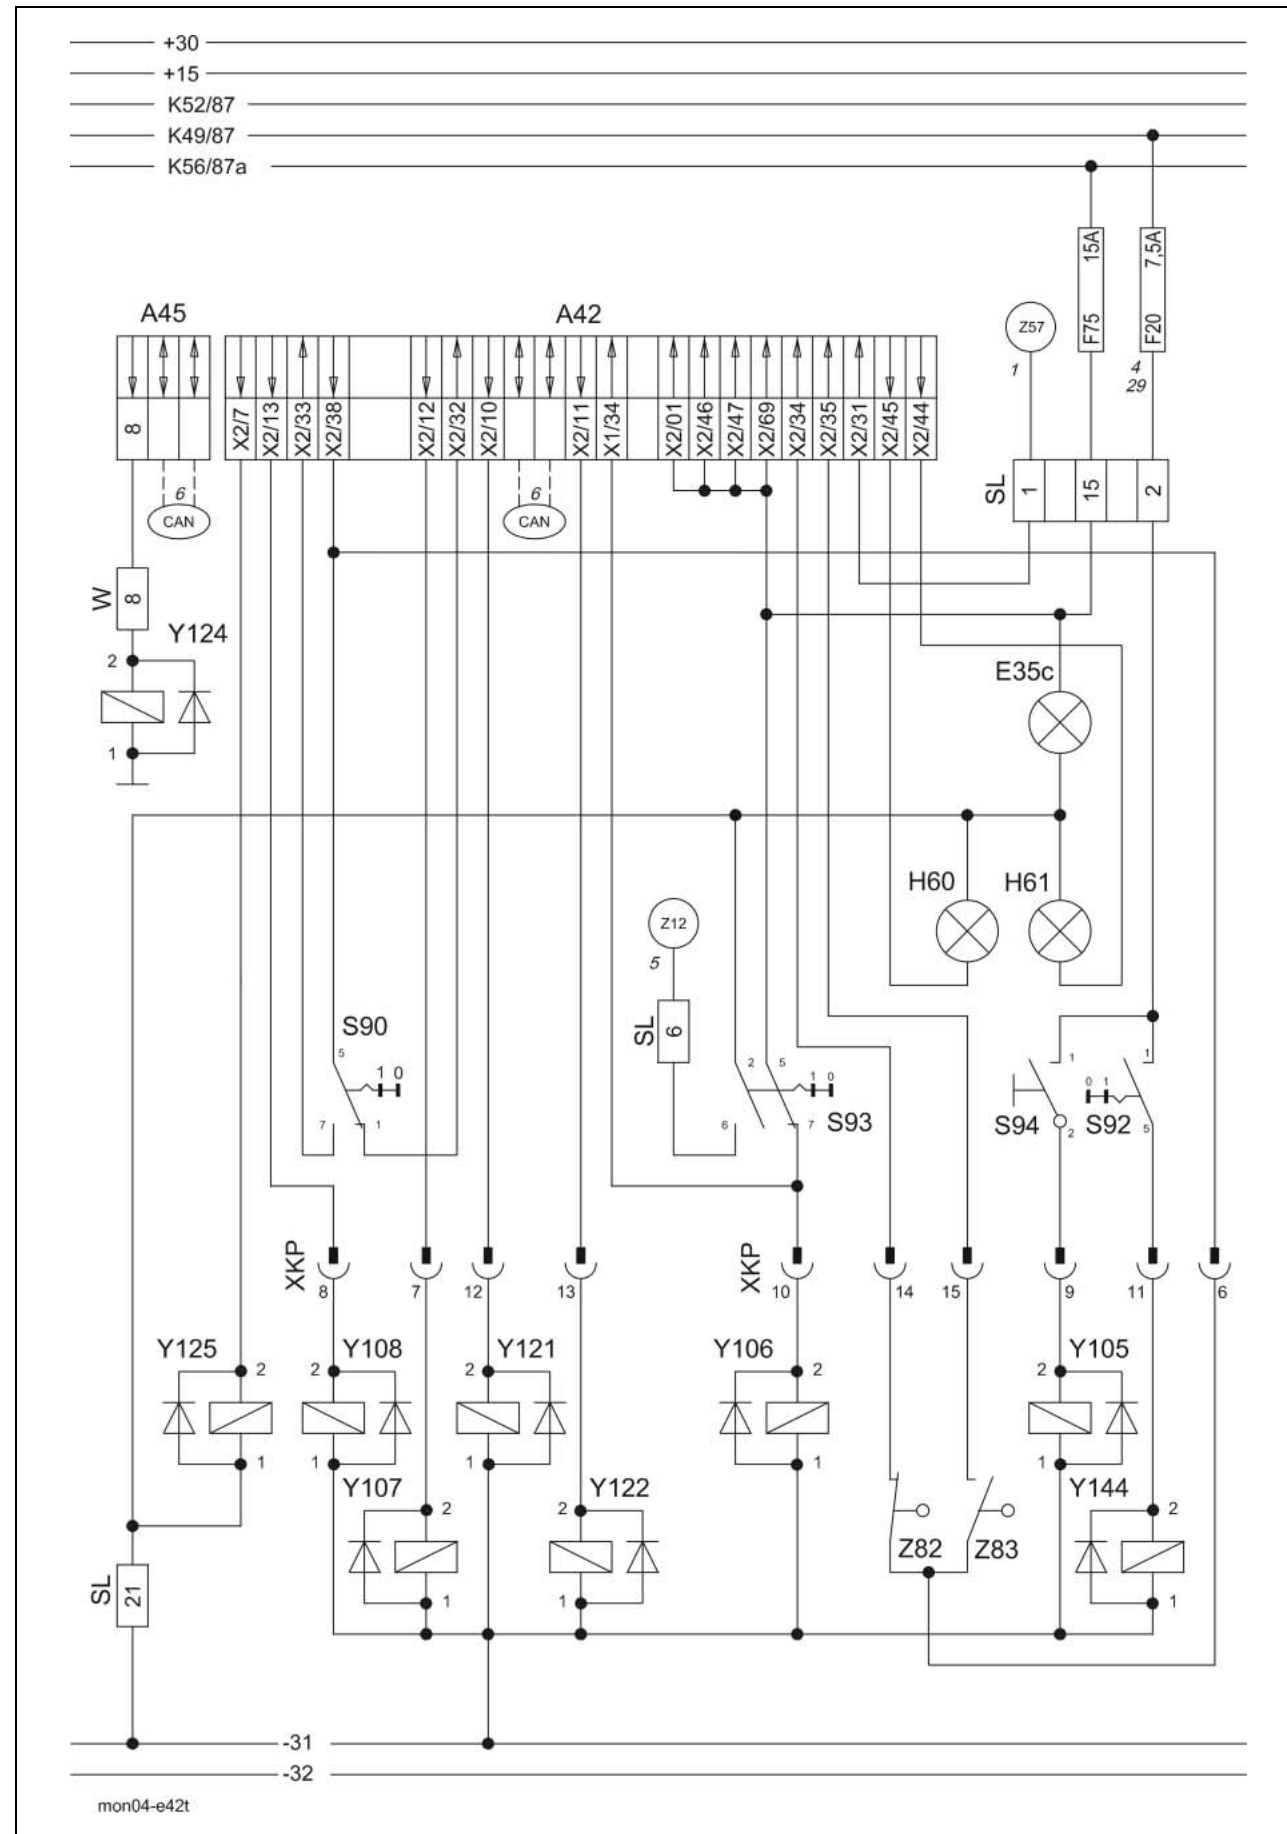 +30
+15
K52/87
K49/87
K56/87a
15A
7,5A
F75
F20
A45
A42
Z57
1
4
29
8
X2/7
X2/13
X2/33
X2/38
X2/12
X2/32
X2/10
X2/11
X1/34
X2/01
X2/46
X2/47
X2/69
X2/34
X2/35
X2/31
X2/45
X2/44
SL
1
15
2
6
CAN
6
CAN
W
8
Y124
2
1
E35c
H60
H61
Z12
5
SL
6
S90
5
1 0
7
1
2
5
1 0
6
7
S93
1
S94
2
1
0 1
S92
5
XKP
8
7
12
13
XKP
10
14
15
9
11
6
Y125
2
1
Y108
2
1
Y121
2
1
Y106
2
1
Y105
2
1
Y107
2
1
Y122
2
1
Z82
Z83
Y144
2
1
SL
21
-31
-32
mon04-e42t